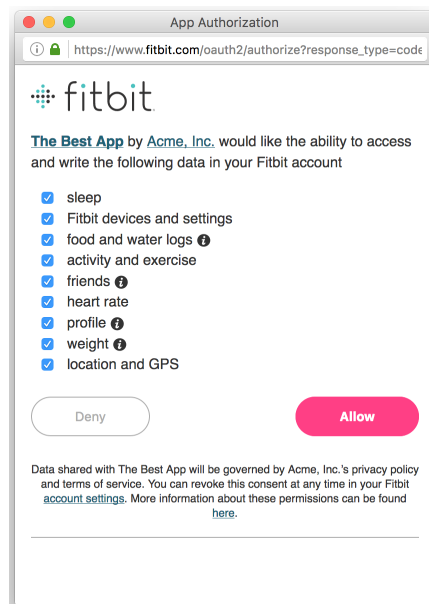 App Authorization
https://www.fitbit.com/oauth2/authorize?response_type=code
fitbit
The Best App by Acme, Inc. would like the ability to access
and write the following data in your Fitbit account
sleep
Fitbit devices and settings
food and water logs
activity and exercise
friends
heart rate
profile
weight
location and GPS
Deny
Allow
Data shared with The Best App will be governed by Acme, Inc.'s privacy policy
and terms of service. You can revoke this consent at any time in your Fitbit
account settings. More information about these permissions can be found
here.